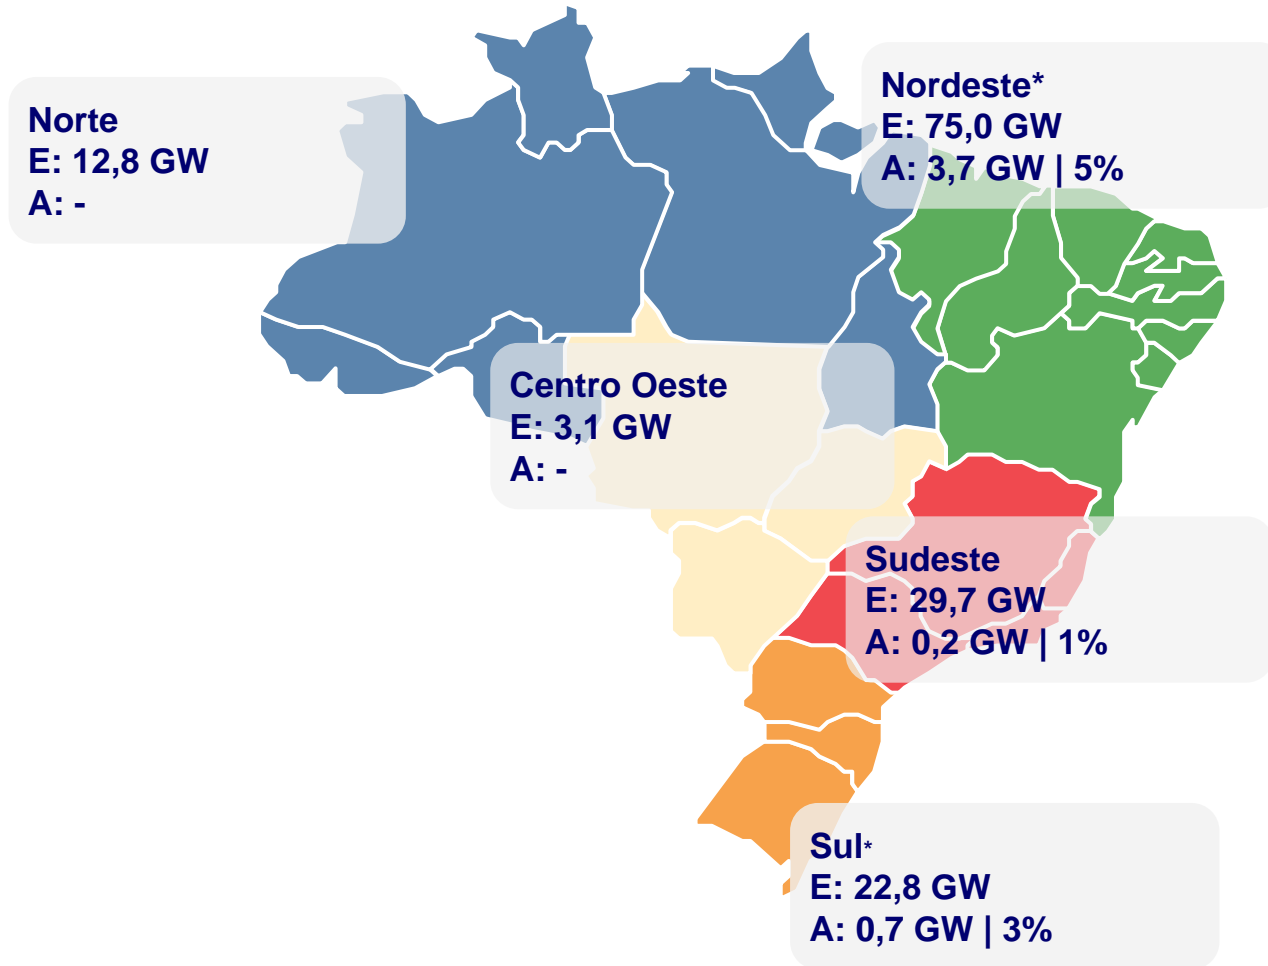 Norte
E: 12,8 GW
A: -
Nordeste*
E: 75,0 GW
A: 3,7 GW | 5%
Centro Oeste
E: 3,1 GW
A: -
Sudeste
E: 29,7 GW
A: 0,2 GW | 1%
Sul*
E: 22,8 GW
A: 0,7 GW | 3%